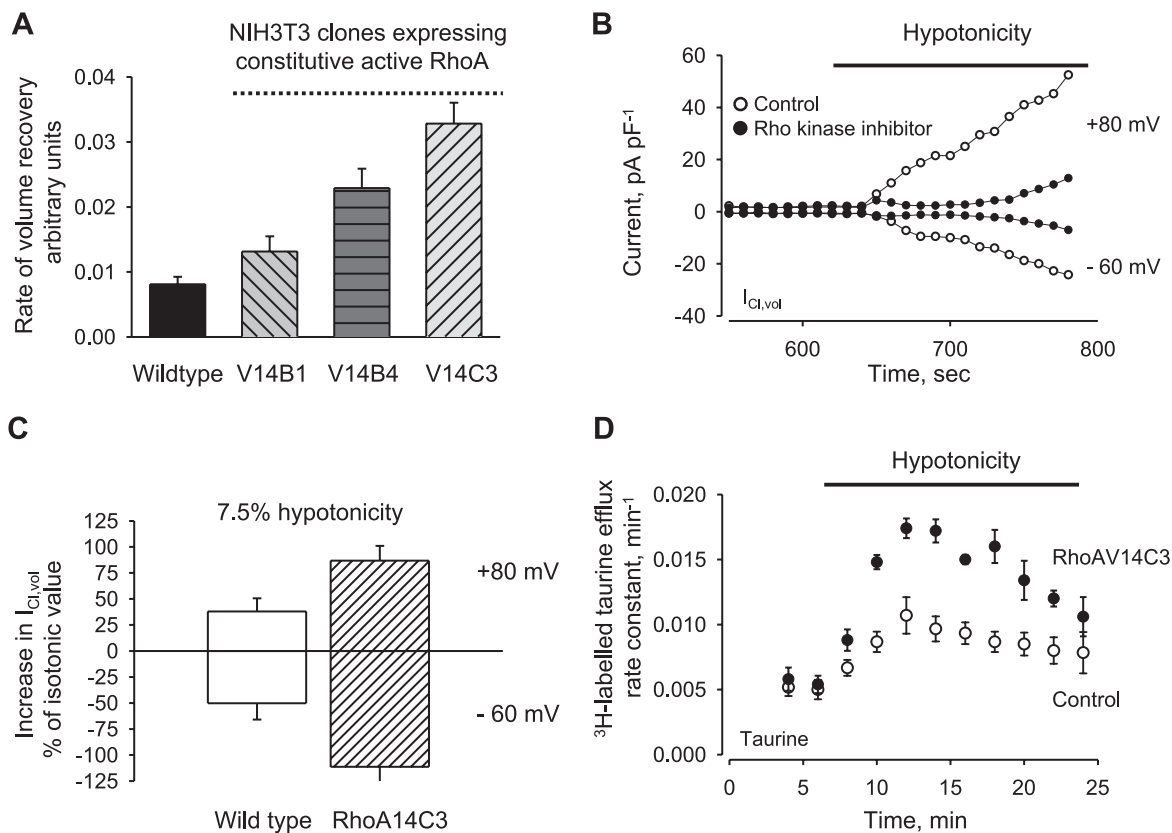 A
NIH3T3 clones expressing
constitutive active RhoA
Rate of volume recovery
arbitrary units
0.04
0.03
0.02
0.01
0.00
Wildtype V14B1 V14B4 V14C3
B
Hypotonicity
Control
Rho kinase inhibitor
+80 mV
- 60 mV
Current, pA pF-1
60
40
20
0
-20
-40
ICl,vol
600 700 800
Time, sec
C
7.5% hypotonicity
Increase in ICl,vol
% of isotonic value
125
100
75
50
25
0
-25
-50
-75
-100
-125
+80 mV
- 60 mV
Wild type RhoA14C3
D
Hypotonicity
3H-labelled taurine efflux
rate constant, min-1
0.020
0.015
0.010
0.005
0.000
RhoAV14C3
Control
Taurine
0 5 10 15 20 25
Time, min